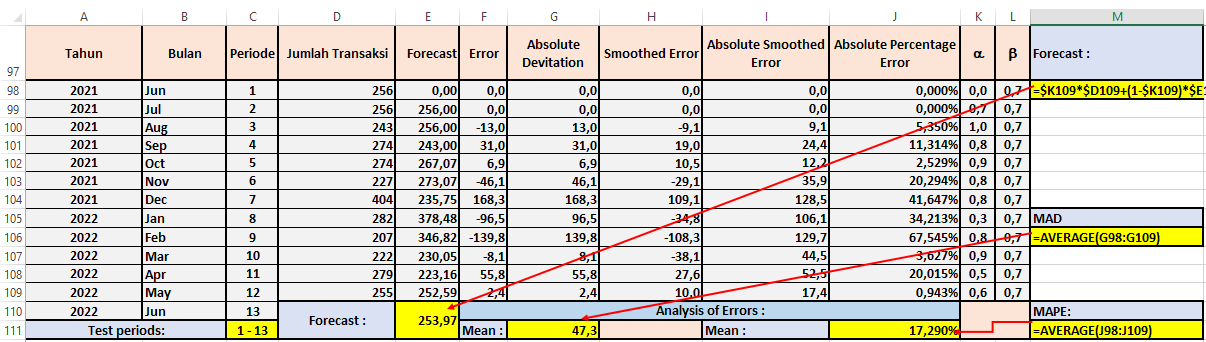 A B C D E F G H I J K L M
97 Tahun Bulan Periode Jumlah Transaksi Forecast Error Absolute Devitation Smoothed Error Absolute Smoothed Error Absolute Percentage Error α β Forecast :
98 2021 Jun 1 256 0,00 0,0 0,0 0,0 0,0 0,000% 0,0 0,7 =$K109*$D109+(1-$K109)*$E1
99 2021 Jul 2 256 256,00 0,0 0,0 0,0 0,0 0,000% 0,7 0,7
100 2021 Aug 3 243 256,00 -13,0 13,0 -9,1 9,1 5,350% 1,0 0,7
101 2021 Sep 4 274 243,00 31,0 31,0 19,0 24,4 11,314% 0,8 0,7
102 2021 Oct 5 274 267,07 6,9 6,9 10,5 12,2 2,529% 0,9 0,7
103 2021 Nov 6 227 273,07 -46,1 46,1 -29,1 35,9 20,294% 0,8 0,7
104 2021 Dec 7 404 235,75 168,3 168,3 109,1 128,5 41,647% 0,8 0,7
105 2022 Jan 8 282 378,48 -96,5 96,5 -34,8 106,1 34,213% 0,3 0,7 MAD
106 2022 Feb 9 207 346,82 -139,8 139,8 -108,3 129,7 67,545% 0,8 0,7 =AVERAGE(G98:G109)
107 2022 Mar 10 222 230,05 -8,1 8,1 -38,1 44,5 3,627% 0,9 0,7
108 2022 Apr 11 279 223,16 55,8 55,8 27,6 52,5 20,015% 0,5 0,7
109 2022 May 12 255 252,59 2,4 2,4 10,0 17,4 0,943% 0,6 0,7
110 2022 Jun 13 Forecast : 253,97 Analysis of Errors : MAPE:
111 Test periods: 1 - 13 Mean : 47,3 Mean : 17,290% =AVERAGE(J98:J109)